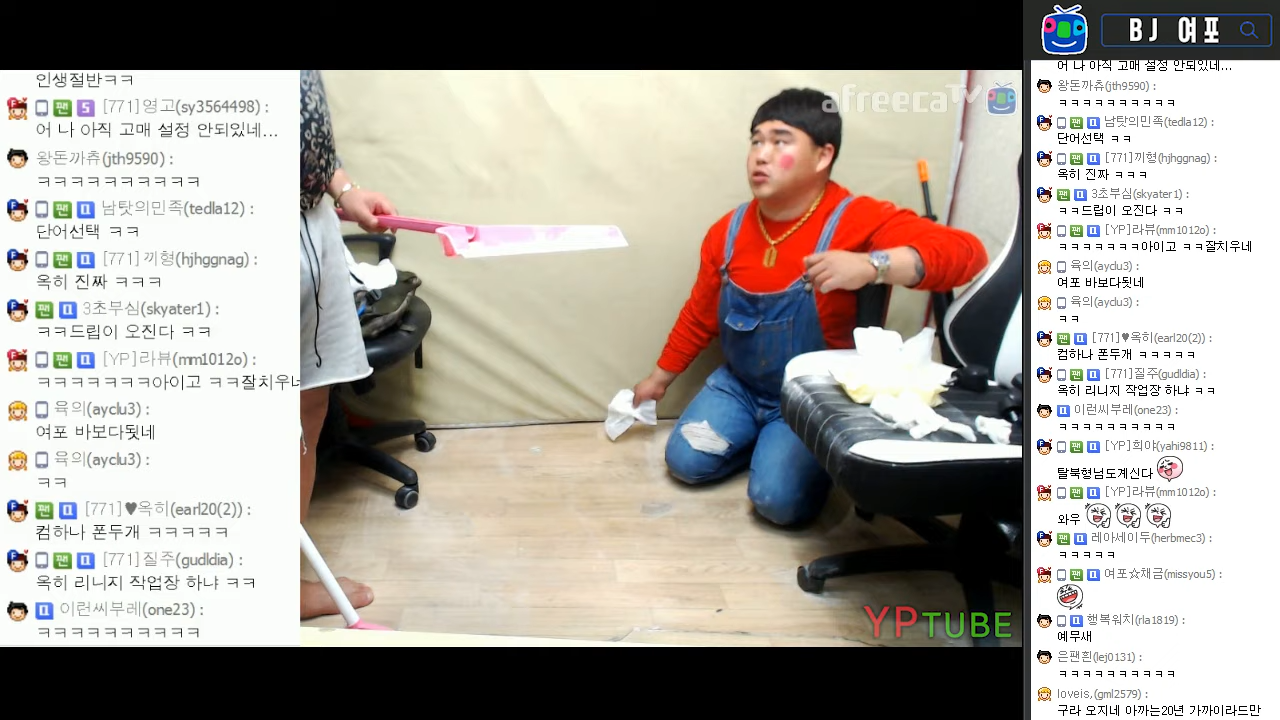 인생절반ㅋㅋ
[771]영고(sy3564498) :
어 나 아직 고매 설정 안되있네...
왕돈까츄(jth9590) :
ㅋㅋㅋㅋㅋㅋㅋㅋㅋㅋ
남탓의민족(tedla12) :
단어선택 ㅋㅋ
[771]끼형(hjhggnag) :
옥히 진짜 ㅋㅋㅋ
3초부심(skyater1) :
ㅋㅋ드립이 오진다 ㅋㅋ
[YP]라뷰(mm1012o) :
ㅋㅋㅋㅋㅋㅋㅋ아이고 ㅋㅋ잘치우네
육의(ayclu3) :
여포 바보다됫네
육의(ayclu3) :
ㅋㅋ
[771]♥옥히(earl20(2)) :
컴하나 폰두개 ㅋㅋㅋㅋㅋ
[771]질주(gudldia) :
옥히 리니지 작업장 하냐 ㅋㅋ
이런씨부레(one23) :
ㅋㅋㅋㅋㅋㅋㅋㅋㅋㅋ
afreecaTV
YPTUBE
BJ 여포
어 나 아직 고매 설정 안되있네...
왕돈까츄(jth9590) :
ㅋㅋㅋㅋㅋㅋㅋㅋㅋㅋ
팬 남탓의민족(tedla12) :
단어선택 ㅋㅋ
팬 [771]끼형(hjhggnag) :
옥히 진짜 ㅋㅋㅋ
팬 3초부심(skyater1) :
ㅋㅋ드립이 오진다 ㅋㅋ
팬 [YP]라뷰(mm1012o) :
ㅋㅋㅋㅋㅋㅋㅋ아이고 ㅋㅋ잘치우네
육의(ayclu3) :
여포 바보다됫네
육의(ayclu3) :
ㅋㅋ
팬 [771]♥옥히(earl20(2)) :
컴하나 폰두개 ㅋㅋㅋㅋㅋ
팬 [771]질주(gudldia) :
옥히 리니지 작업장 하냐 ㅋㅋ
이런씨부레(one23) :
ㅋㅋㅋㅋㅋㅋㅋㅋㅋㅋ
팬 [YP]희야(yahi9811) :
탈북형님도계신다
팬 [YP]라뷰(mm1012o) :
와우
팬 레아세이두(herbmec3) :
ㅋㅋㅋㅋㅋ
팬 여포☆채금(missyou5) :
행복워치(rla1819) :
예무새
은팬횐(lej0131) :
ㅋㅋㅋㅋㅋㅋㅋㅋㅋㅋ
loveis,(gml2579) :
구라 오지네 아까는20년 가까이라드만